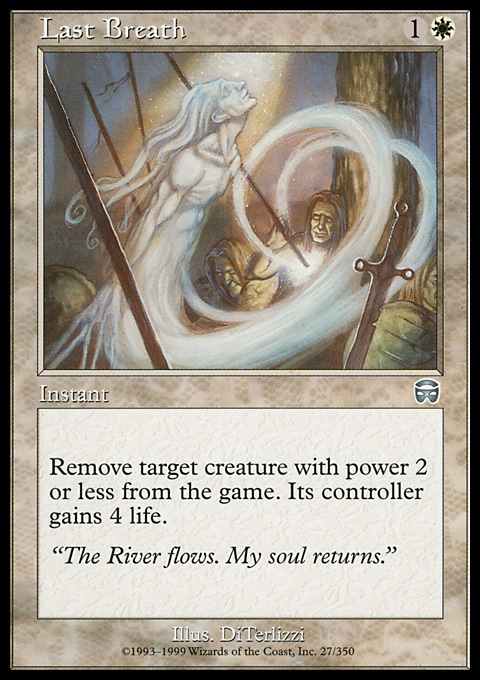 Last Breath 1
Instant
Remove target creature with power 2
or less from the game. Its controller
gains 4 life.
“The River flows. My soul returns.”
Illus. DiTerlizzi
©1993–1999 Wizards of the Coast, Inc. 27/350